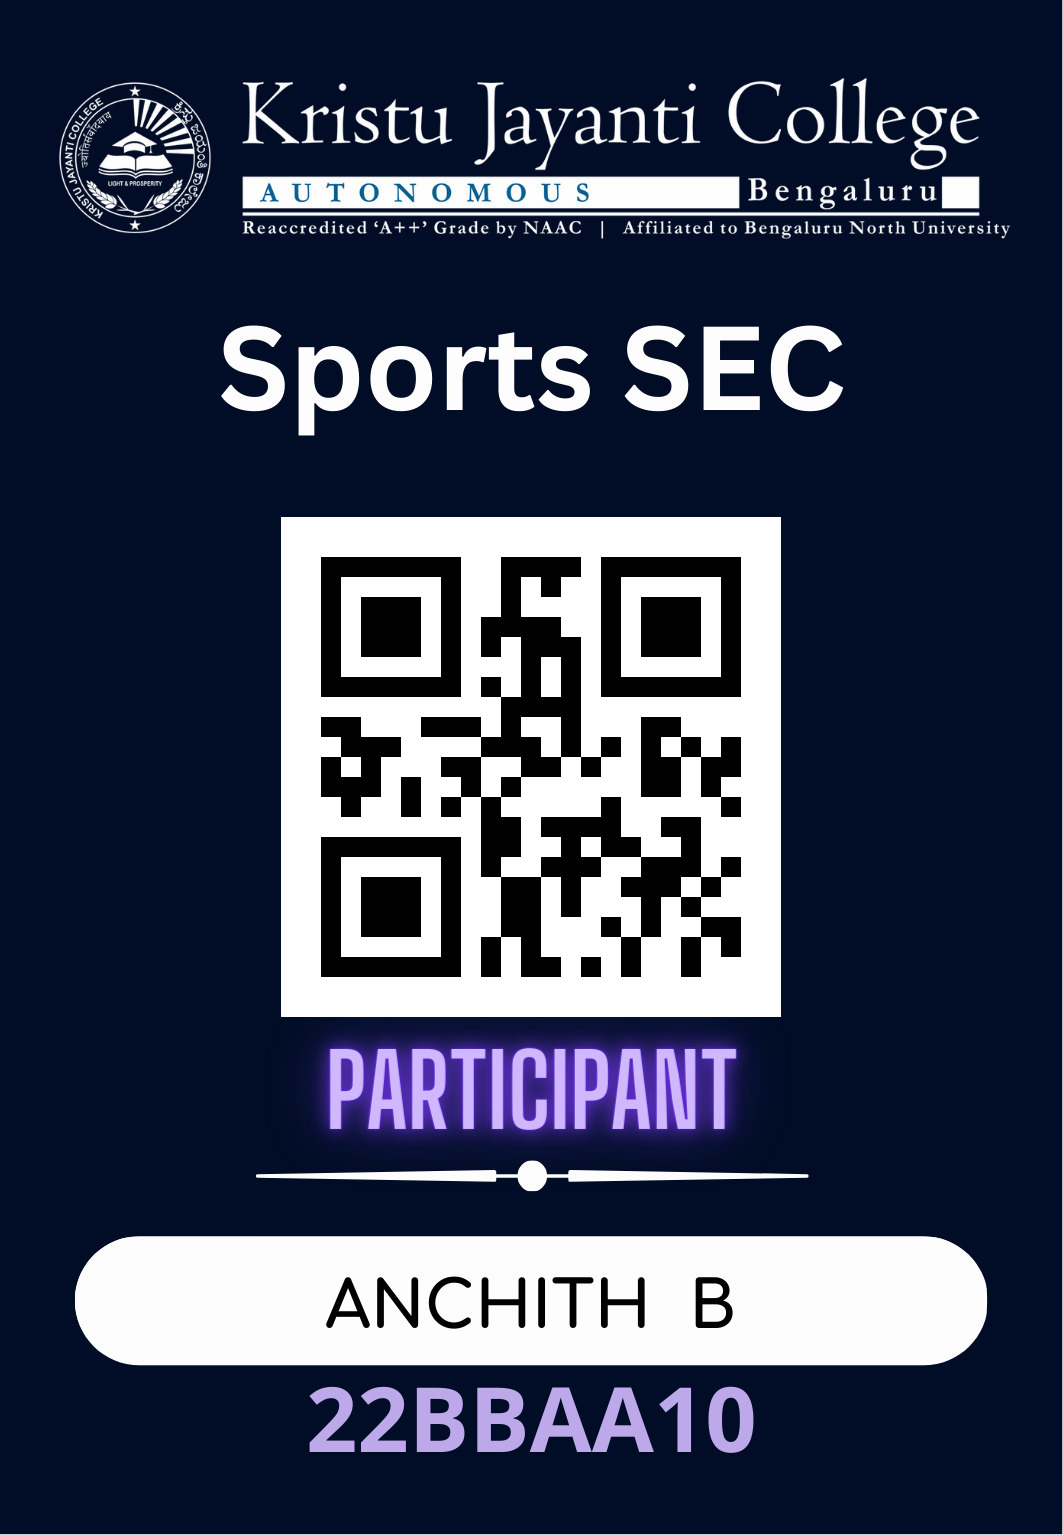 Kristu Jayanti College
AUTONOMOUS Bengaluru
Reaccredited ‘A++’ Grade by NAAC | Affiliated to Bengaluru North University
KRISTU JAYANTI COLLEGE
LIGHT & PROSPERITY
Sports SEC
PARTICIPANT
ANCHITH B
22BBAA10